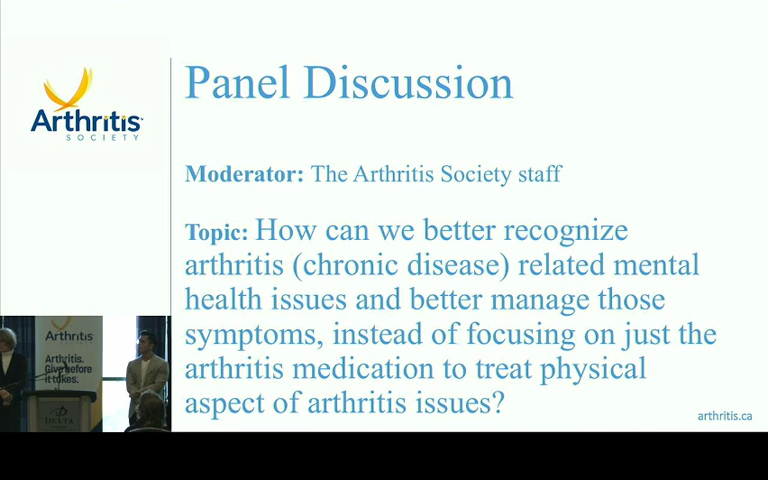 Panel Discussion
Arthritis
SOCIETY
Moderator: The Arthritis Society staff
Topic: How can we better recognize
arthritis (chronic disease) related mental
health issues and better manage those
symptoms, instead of focusing on just the
arthritis medication to treat physical
aspect of arthritis issues?
arthritis.ca
Arthritis
Arthritis.
Give before
it takes.
DELTA